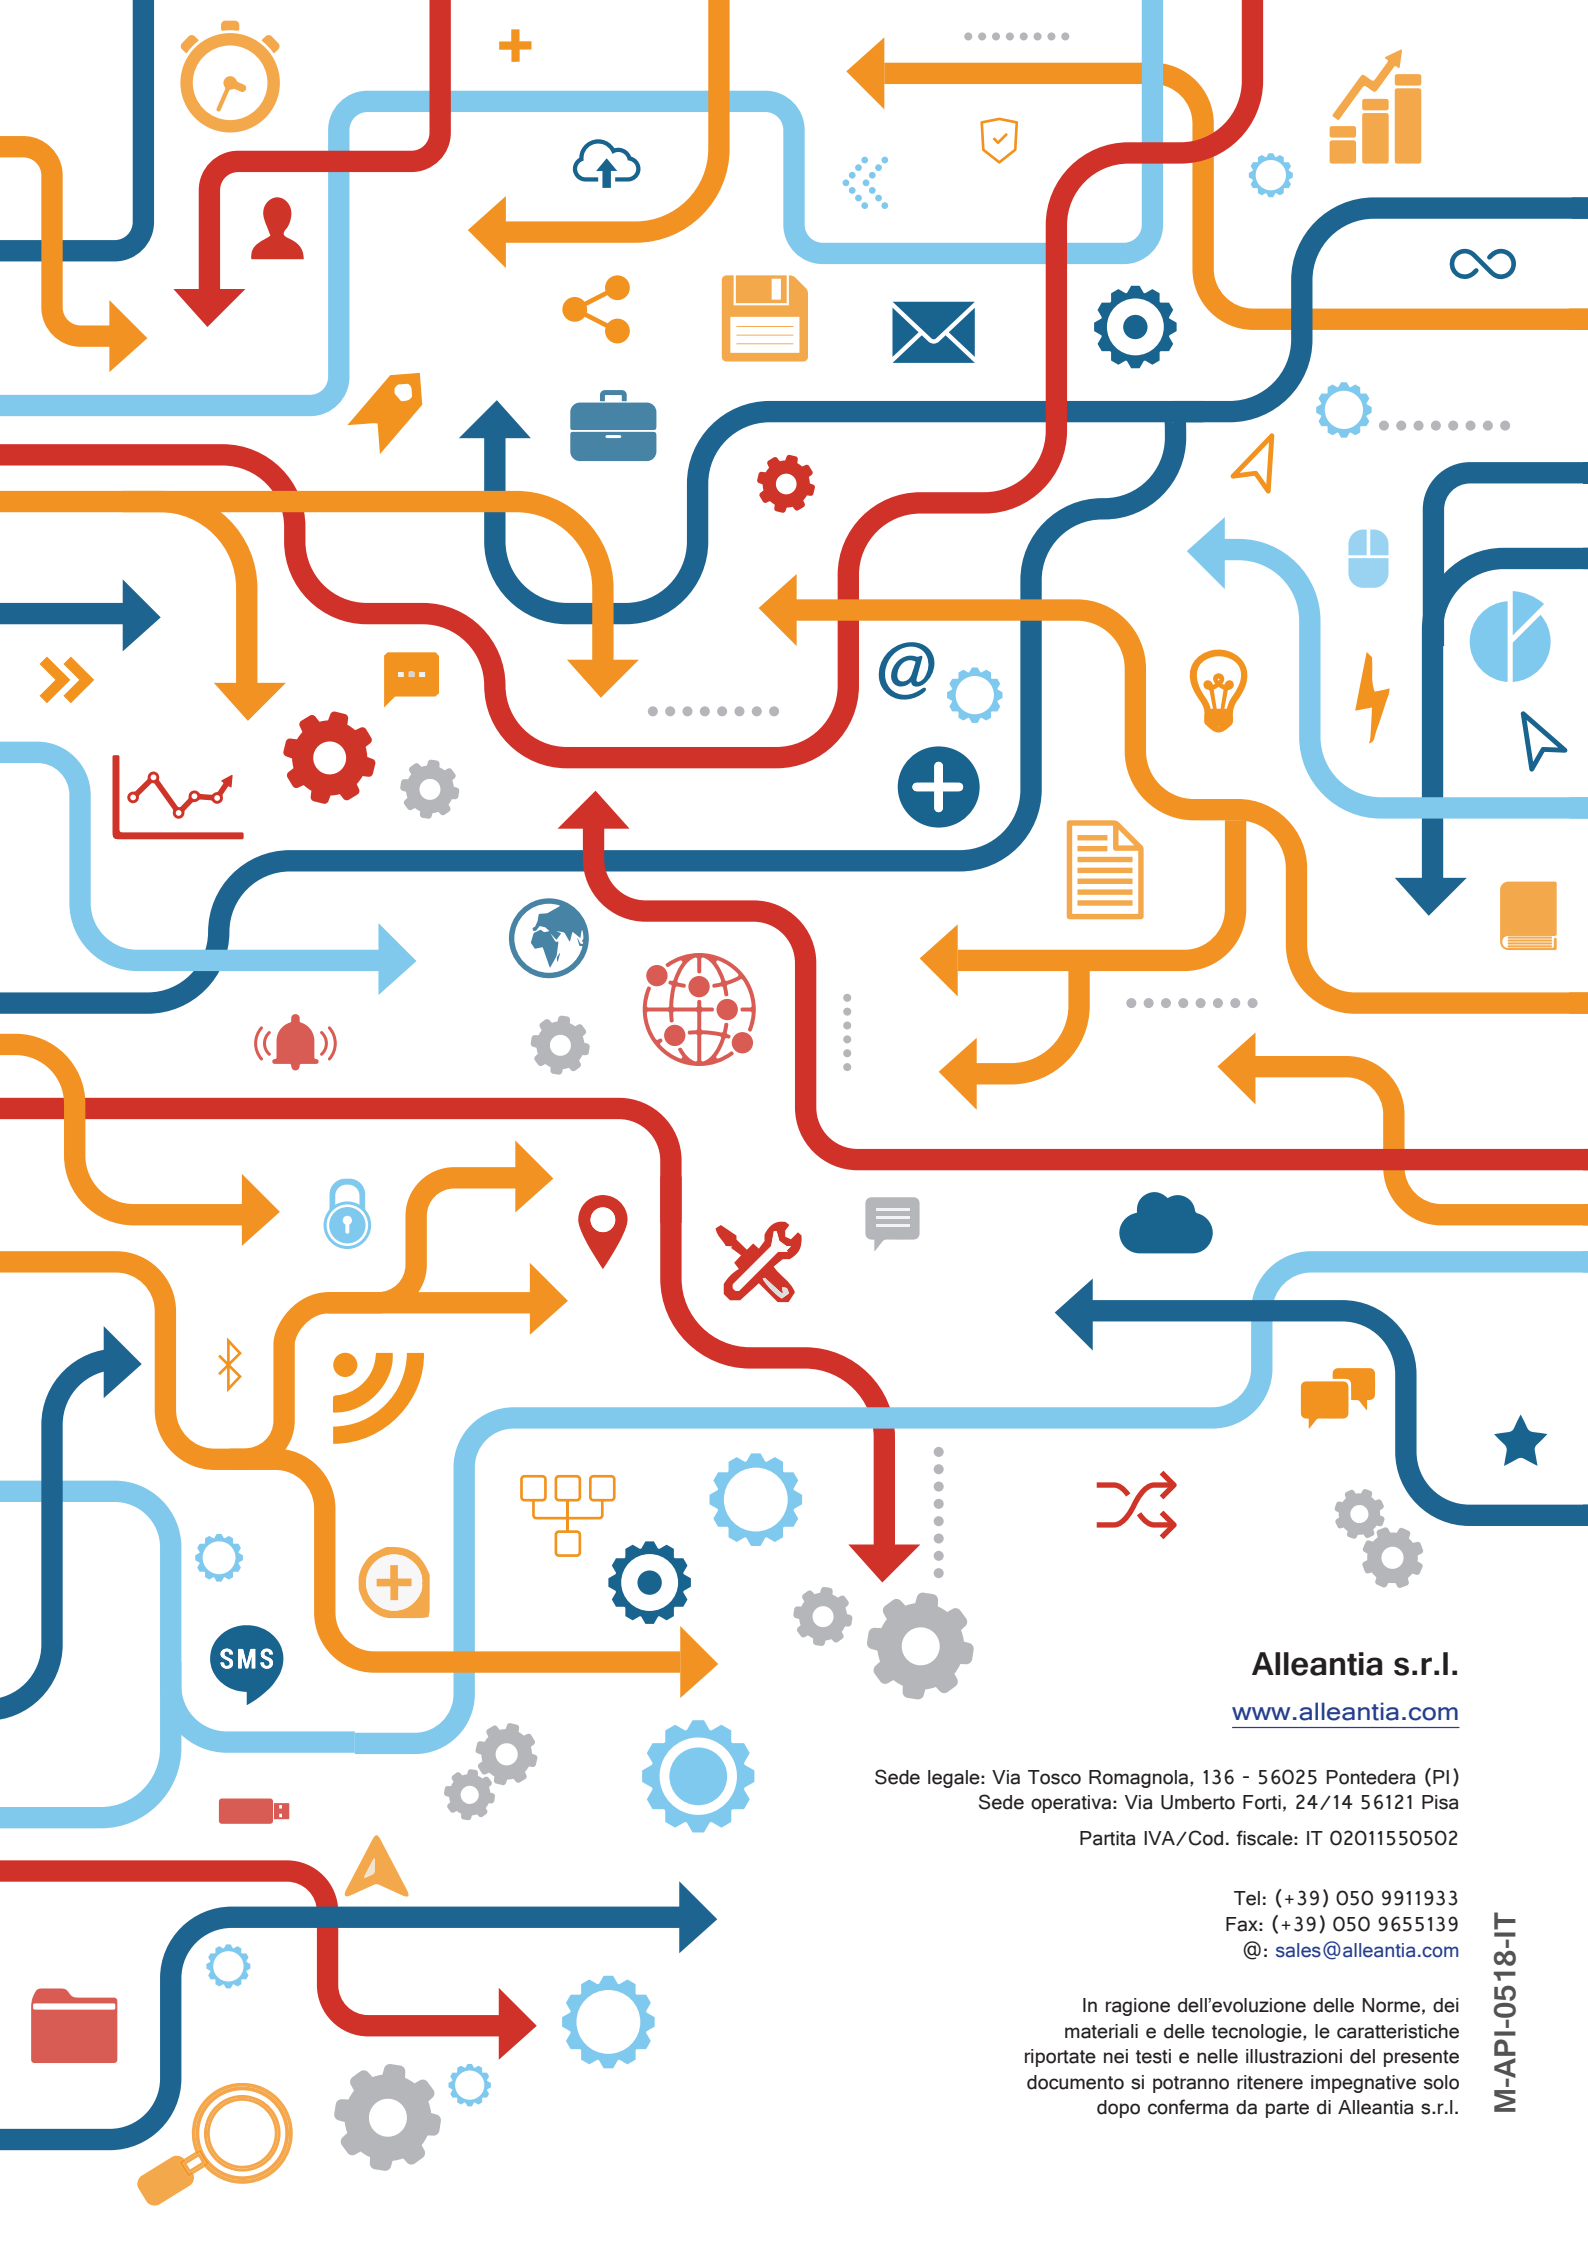 @
SMS
Alleantia s.r.l.
www.alleantia.com
Sede legale: Via Tosco Romagnola, 136 - 56025 Pontedera (PI)
Sede operativa: Via Umberto Forti, 24/14 56121 Pisa
Partita IVA/Cod. fiscale: IT 02011550502
Tel: (+39) 050 9911933
Fax: (+39) 050 9655139
@: sales@alleantia.com
In ragione dell'evoluzione delle Norme, dei
materiali e delle tecnologie, le caratteristiche
riportate nei testi e nelle illustrazioni del presente
documento si potranno ritenere impegnative solo
dopo conferma da parte di Alleantia s.r.l.
M-API-0518-IT